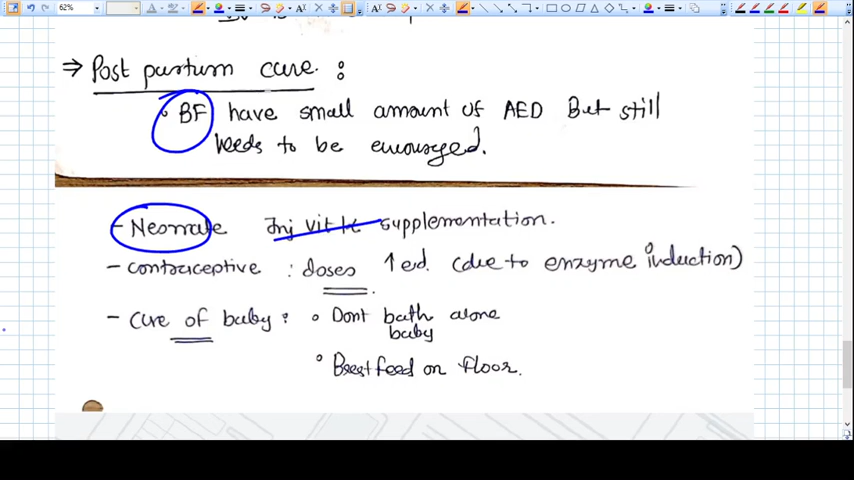 62%
⇒ Post partum care :
• BF have small amount of AED But still
needs to be encouraged.
- Neonate Inj vit K supplementation.
- contraceptive : doses ↑ed. (due to enzyme induction)
- Care of baby: • Dont bath alone
baby
• Breastfeed on floor.